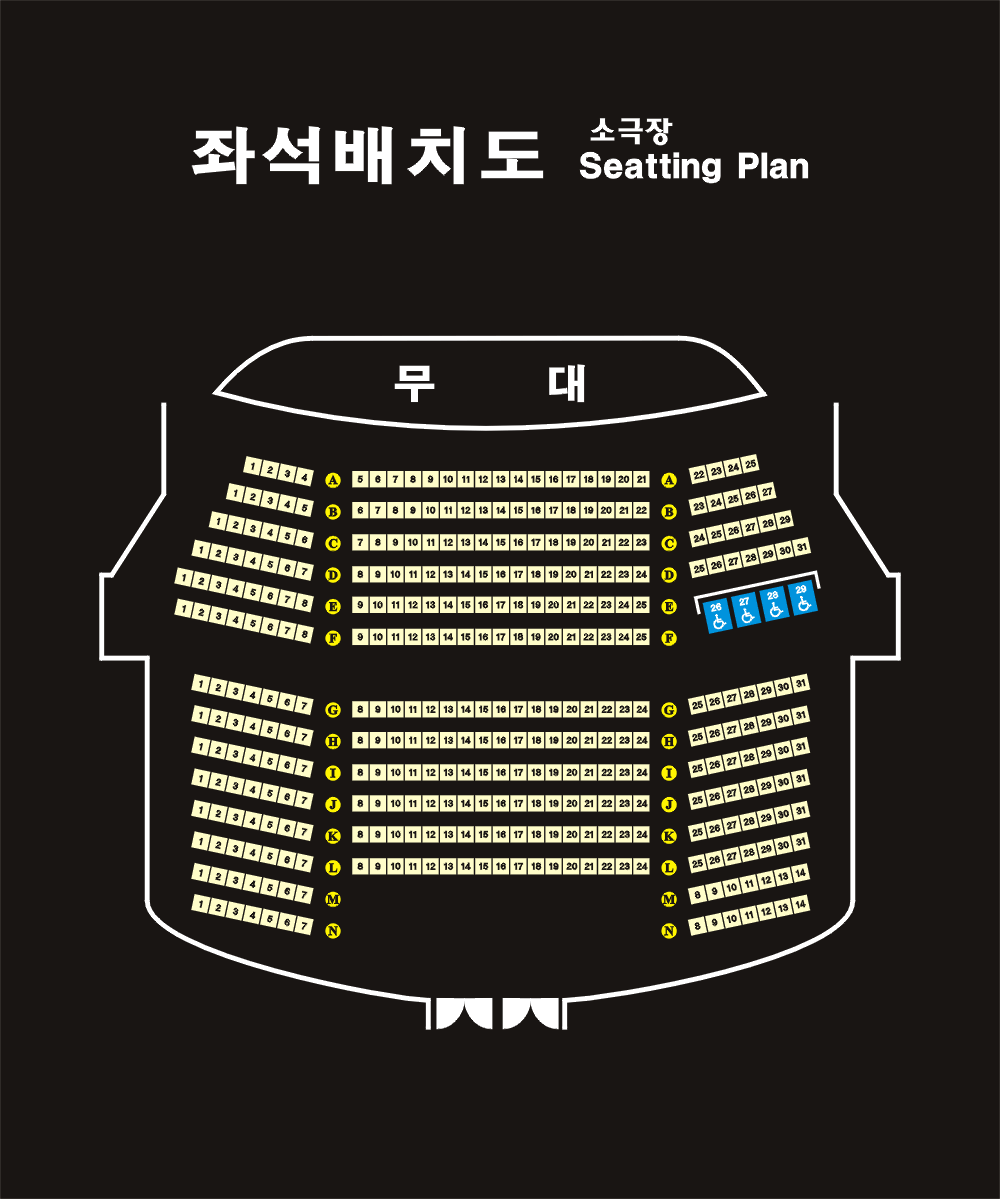 좌석배치도
소극장
Seatting Plan
무 대
1 2 3 4 A 5 6 7 8 9 10 11 12 13 14 15 16 17 18 19 20 21 A 22 23 24 25
1 2 3 4 5 B 6 7 8 9 10 11 12 13 14 15 16 17 18 19 20 21 22 B 23 24 25 26 27
1 2 3 4 5 6 C 7 8 9 10 11 12 13 14 15 16 17 18 19 20 21 22 23 C 24 25 26 27 28 29
1 2 3 4 5 6 7 D 8 9 10 11 12 13 14 15 16 17 18 19 20 21 22 23 24 D 25 26 27 28 29 30 31
1 2 3 4 5 6 7 8 E 9 10 11 12 13 14 15 16 17 18 19 20 21 22 23 24 25 E 26 27 28 29
1 2 3 4 5 6 7 8 F 9 10 11 12 13 14 15 16 17 18 19 20 21 22 23 24 25 F
1 2 3 4 5 6 7 G 8 9 10 11 12 13 14 15 16 17 18 19 20 21 22 23 24 G 25 26 27 28 29 30 31
1 2 3 4 5 6 7 H 8 9 10 11 12 13 14 15 16 17 18 19 20 21 22 23 24 H 25 26 27 28 29 30 31
1 2 3 4 5 6 7 I 8 9 10 11 12 13 14 15 16 17 18 19 20 21 22 23 24 I 25 26 27 28 29 30 31
1 2 3 4 5 6 7 J 8 9 10 11 12 13 14 15 16 17 18 19 20 21 22 23 24 J 25 26 27 28 29 30 31
1 2 3 4 5 6 7 K 8 9 10 11 12 13 14 15 16 17 18 19 20 21 22 23 24 K 25 26 27 28 29 30 31
1 2 3 4 5 6 7 L 8 9 10 11 12 13 14 15 16 17 18 19 20 21 22 23 24 L 25 26 27 28 29 30 31
1 2 3 4 5 6 7 M M 8 9 10 11 12 13 14
1 2 3 4 5 6 7 N N 8 9 10 11 12 13 14